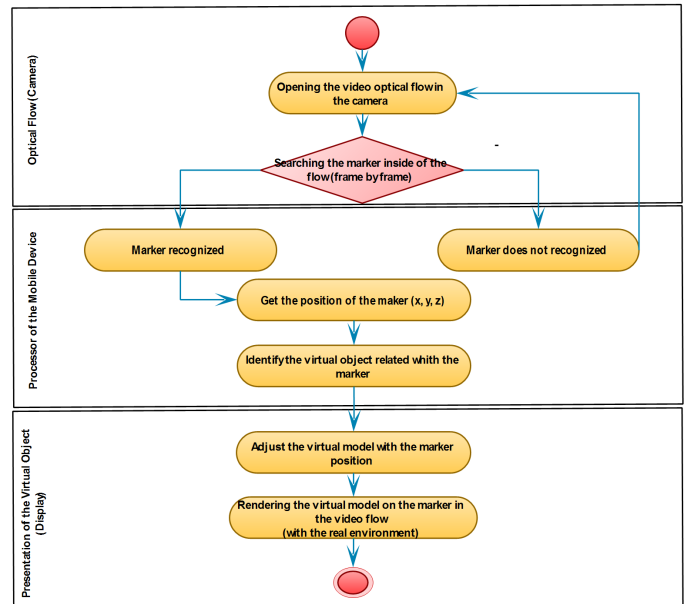 Optical Flow(Camera)
Opening the video optical flowin
the camera
Searching the marker inside of the
flow(frame byframe)
-
Processor of the Mobile Device
Marker recognized
Marker does not recognized
Get the position of the maker (x, y, z)
Identifythe virtual object related whith the
marker
Presentation of the Virtual Object
(Display)
Adjust the virtual model with the marker
position
Rendering the virtual model on the marker in
the video flow
(with the real environment)